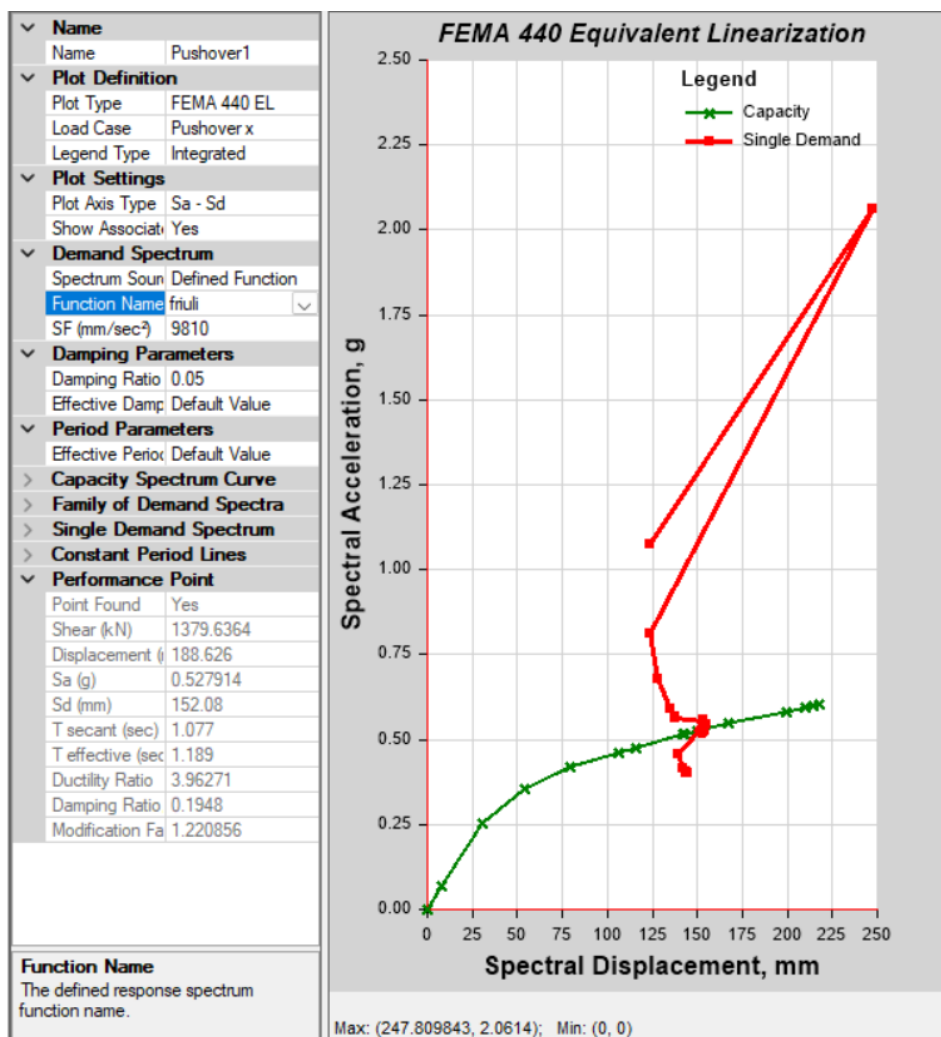 Name
Name Pushover1
Plot Definition
Plot Type FEMA 440 EL
Load Case Pushover x
Legend Type Integrated
Plot Settings
Plot Axis Type Sa - Sd
Show Associat Yes
Demand Spectrum
Spectrum Sour Defined Function
Function Name friuli
SF (mm/sec²) 9810
Damping Parameters
Damping Ratio 0.05
Effective Damp Default Value
Period Parameters
Effective Perioc Default Value
Capacity Spectrum Curve
Family of Demand Spectra
Single Demand Spectrum
Constant Period Lines
Performance Point
Point Found Yes
Shear (kN) 1379.6364
Displacement (r 188.626
Sa (g) 0.527914
Sd (mm) 152.08
T secant (sec) 1.077
T effective (sec 1.189
Ductility Ratio 3.96271
Damping Ratio 0.1948
Modification Fa 1.220856
Function Name
The defined response spectrum
function name.
FEMA 440 Equivalent Linearization
Legend
Capacity
Single Demand
Spectral Acceleration, g
2.50
2.25
2.00
1.75
1.50
1.25
1.00
0.75
0.50
0.25
0.00
0 25 50 75 100 125 150 175 200 225 250
Spectral Displacement, mm
Max: (247.809843, 2.0614); Min: (0, 0)